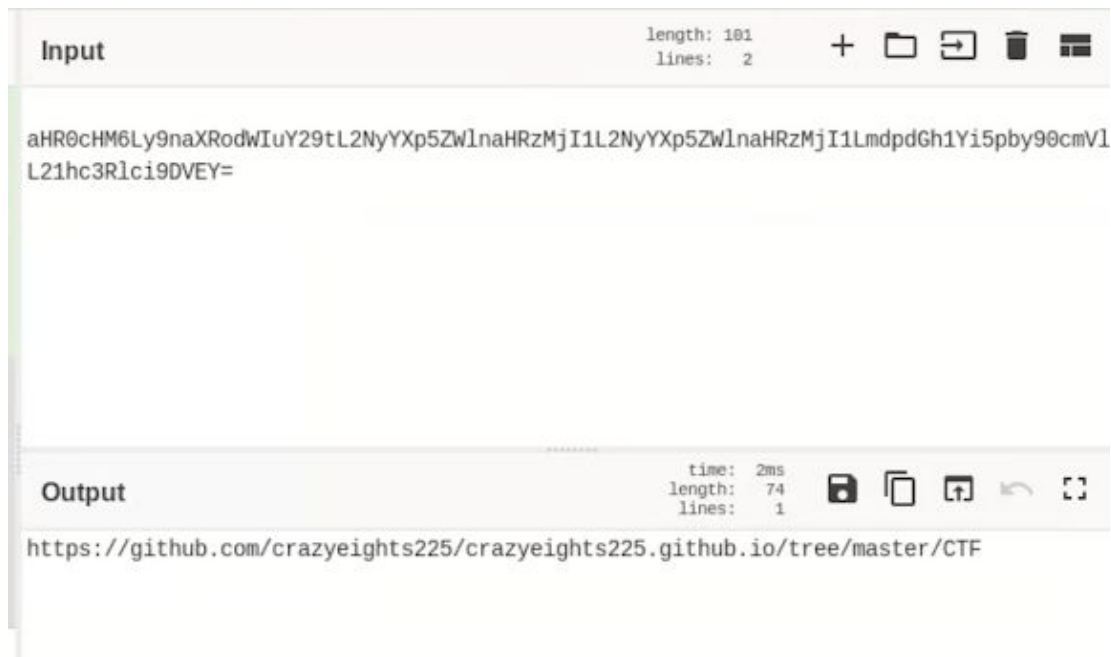 Input
length: 101
lines: 2
aHR0cHM6Ly9naXRodWIuY29tL2NyYXp5ZWlnaHRzMjI1L2NyYXp5ZWlnaHRzMjI1LmdpdGh1Yi5pby90cmVl
L21hc3Rlci9DVEY=
Output
time: 2ms
length: 74
lines: 1
https://github.com/crazyeights225/crazyeights225.github.io/tree/master/CTF